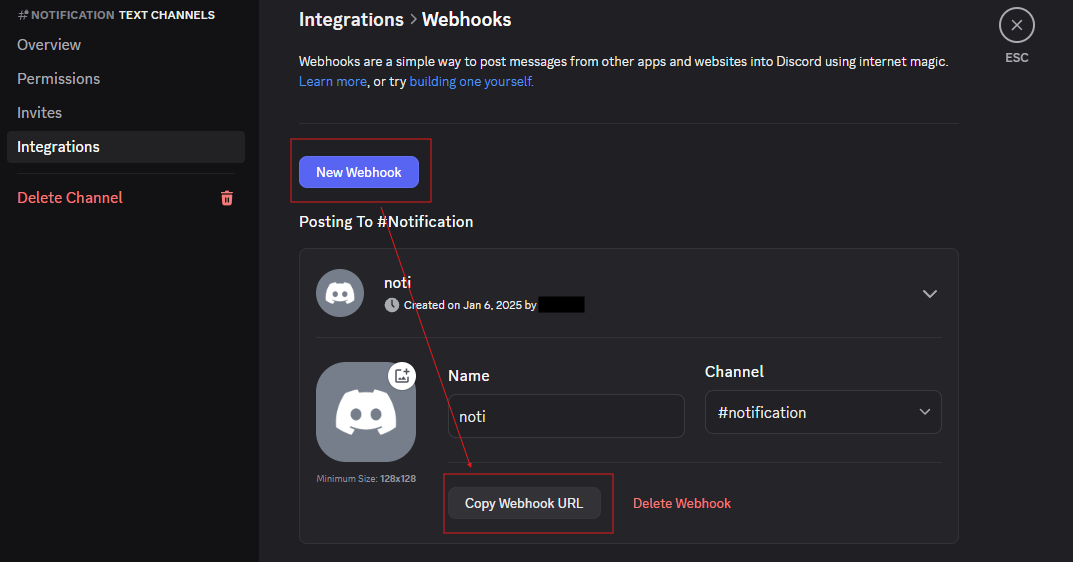 NOTIFICATION TEXT CHANNELS
Overview
Permissions
Invites
Integrations
Delete Channel
Integrations > Webhooks
ESC
Webhooks are a simple way to post messages from other apps and websites into Discord using internet magic.
Learn more, or try building one yourself.
New Webhook
Posting To #Notification
noti
Created on Jan 6, 2025 by
Minimum Size: 128x128
Name
noti
Channel
#notification
Copy Webhook URL
Delete Webhook